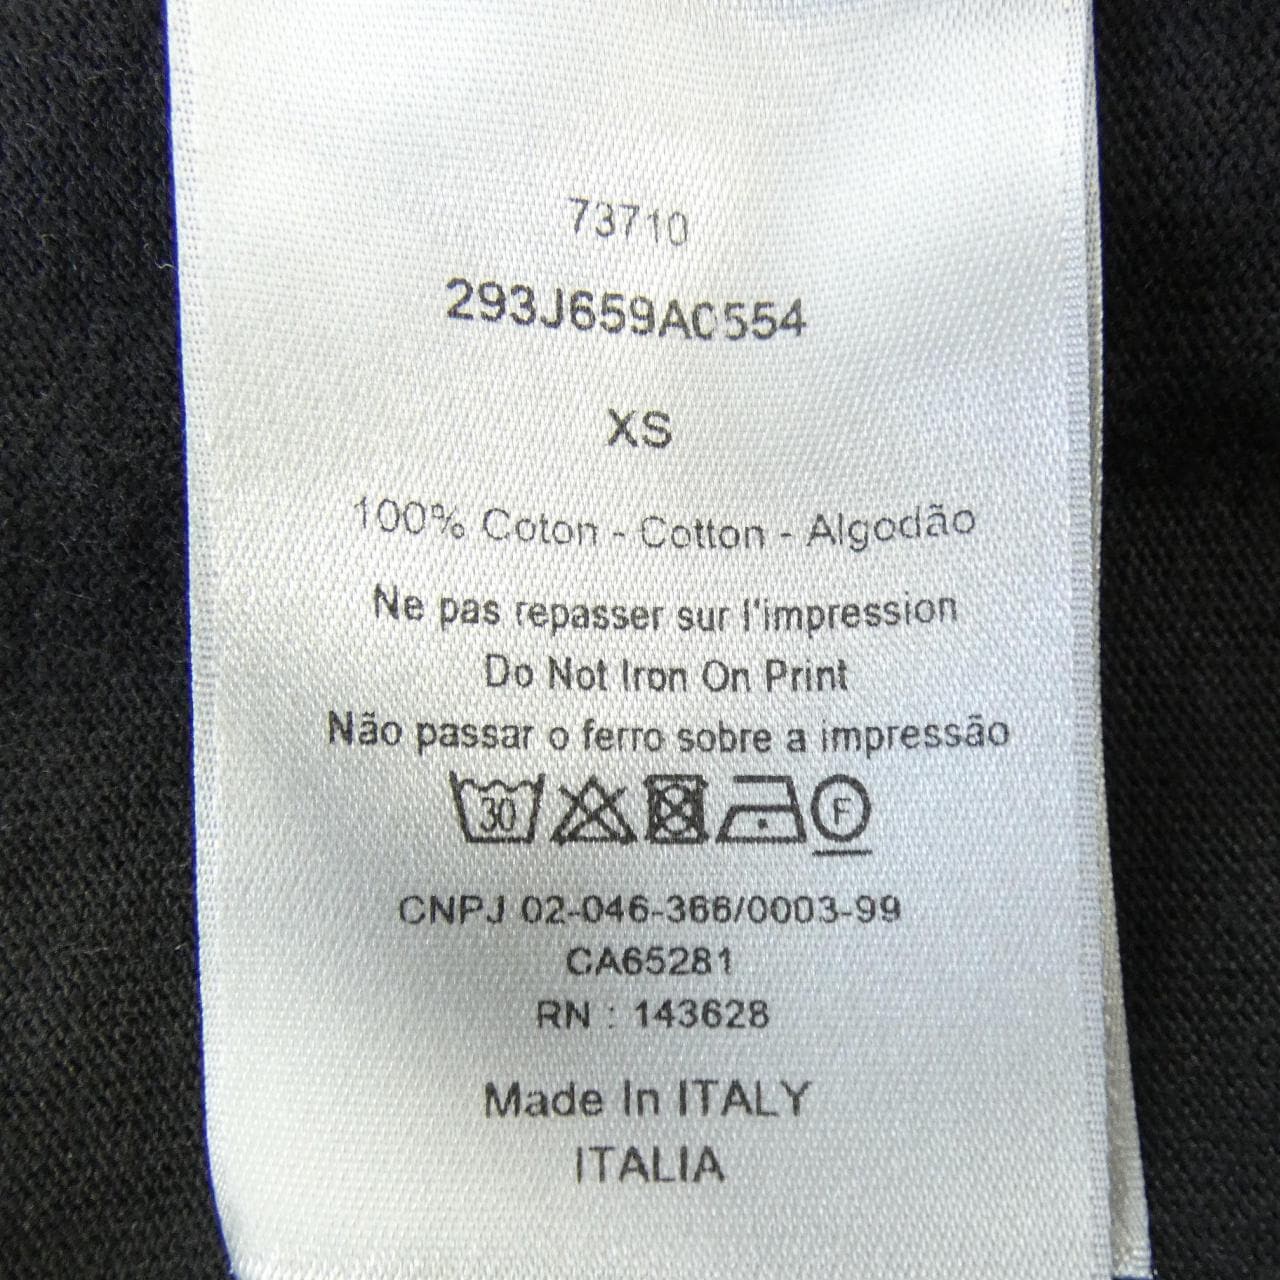 73710
293J659A0554
XS
100% Coton - Cotton - Algodão
Ne pas repasser sur l'impression
Do Not Iron On Print
Não passar o ferro sobre a impressão
30 F
CNPJ 02-046-366/0003-99
CA65281
RN : 143628
Made In ITALY
ITALIA